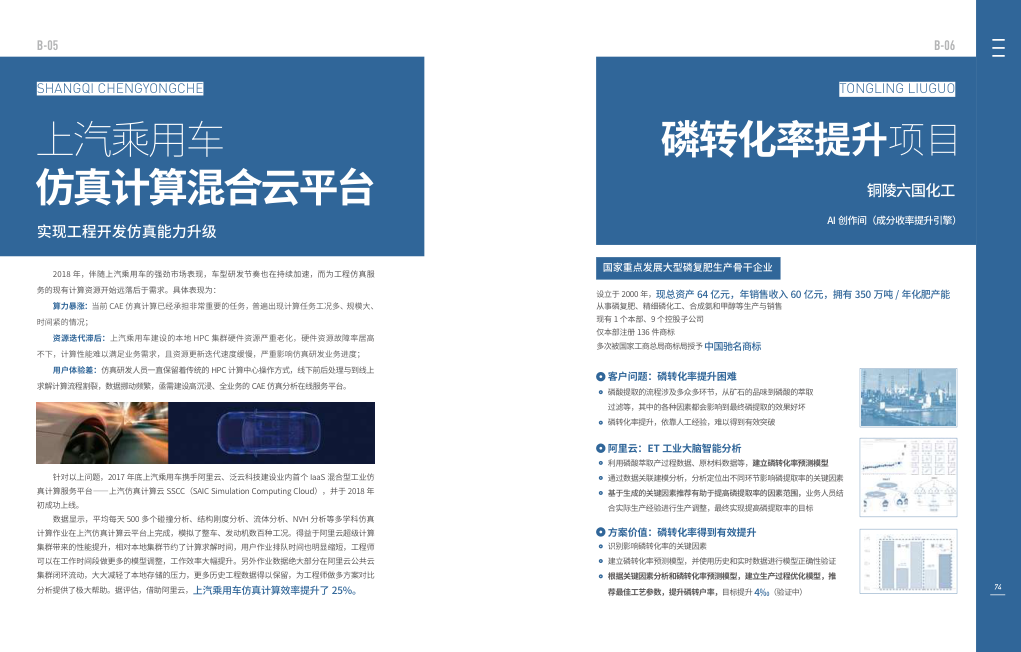 B-05
SHANGQI CHENGYONGCHE
上汽乘用车
仿真计算混合云平台
实现工程开发仿真能力升级
2018 年，伴随上汽乘用车的强劲市场表现，车型研发节奏也在持续加速，而为工程仿真服
务的现有计算资源开始远落后于需求。具体表现为：
算力暴涨：当前 CAE 仿真计算已经承担非常重要的任务，普遍出现计算任务工况多、规模大、
时间紧的情况；
资源迭代滞后：上汽乘用车建设的本地 HPC 集群硬件资源严重老化，硬件资源故障率居高
不下，计算性能难以满足业务需求，且资源更新迭代速度缓慢，严重影响仿真研发业务进度；
用户体验差：仿真研发人员一直保留着传统的 HPC 计算中心操作方式，线下前后处理与到线上
求解计算流程割裂，数据挪动频繁，亟需建设高沉浸、全业务的 CAE 仿真分析在线服务平台。
针对以上问题，2017 年底上汽乘用车携手阿里云、泛云科技建设业内首个 IaaS 混合型工业仿
真计算服务平台——上汽仿真计算云 SSCC（SAIC Simulation Computing Cloud），并于 2018 年
初成功上线。
数据显示，平均每天 500 多个碰撞分析、结构刚度分析、流体分析、NVH 分析等多学科仿真
计算作业在上汽仿真计算云平台上完成，模拟了整车、发动机数百种工况。得益于阿里云超级计算
集群带来的性能提升，相对本地集群节约了计算求解时间，用户作业排队时间也明显缩短，工程师
可以在工作时间段做更多的模型调整，工作效率大幅提升。另外作业数据绝大部分在阿里云公共云
集群闭环流动，大大减轻了本地存储的压力，更多历史工程数据得以保留，为工程师做多方案对比
分析提供了极大帮助。据评估，借助阿里云，上汽乘用车仿真计算效率提升了 25%。
B-06
TONGLING LIUGUO
磷转化率提升项目
铜陵六国化工
AI 创作间（成分收率提升引擎）
国家重点发展大型磷复肥生产骨干企业
设立于 2000 年，现总资产 64 亿元，年销售收入 60 亿元，拥有 350 万吨 / 年化肥产能
从事磷复肥、精细磷化工、合成氨和甲醇等生产与销售
现有 1 个本部、9 个控股子公司
仅本部注册 136 件商标
多次被国家工商总局商标局授予 中国驰名商标
客户问题：磷转化率提升困难
磷酸提取的流程涉及多众多环节，从矿石的品味到磷酸的萃取
过滤等，其中的各种因素都会影响到最终磷提取的效果好坏
磷转化率提升，依靠人工经验，难以得到有效突破
阿里云：ET 工业大脑智能分析
利用磷酸萃取产过程数据、原材料数据等，建立磷转化率预测模型
通过数据关联建模分析，分析定位出不同环节影响磷提取率的关键因素
基于生成的关键因素推荐有助于提高磷提取率的因素范围，业务人员结
合实际生产经验进行生产调整，最终实现提高磷提取率的目标
方案价值：磷转化率得到有效提升
识别影响磷转化率的关键因素
建立磷转化率预测模型，并使用历史和实时数据进行模型正确性验证
根据关键因素分析和磷转化率预测模型，建立生产过程优化模型，推
荐最佳工艺参数，提升磷转户率，目标提升 4‰（验证中）
74